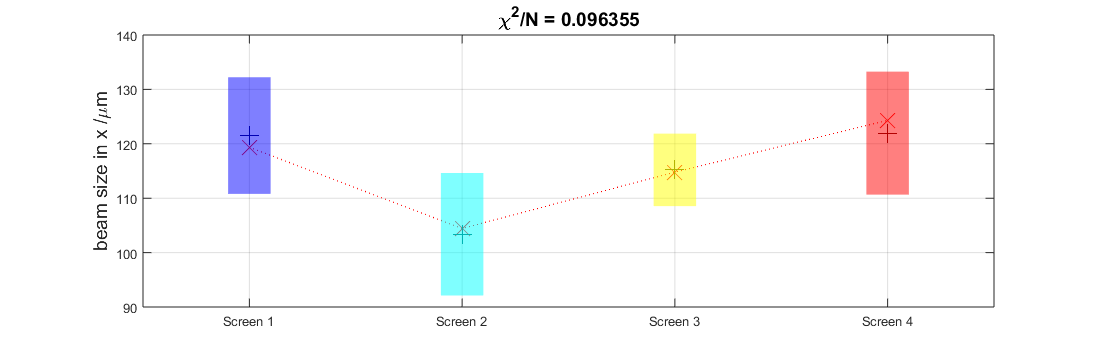 χ²/N = 0.096355
beam size in x /μm
140
130
120
110
100
90
Screen 1 Screen 2 Screen 3 Screen 4